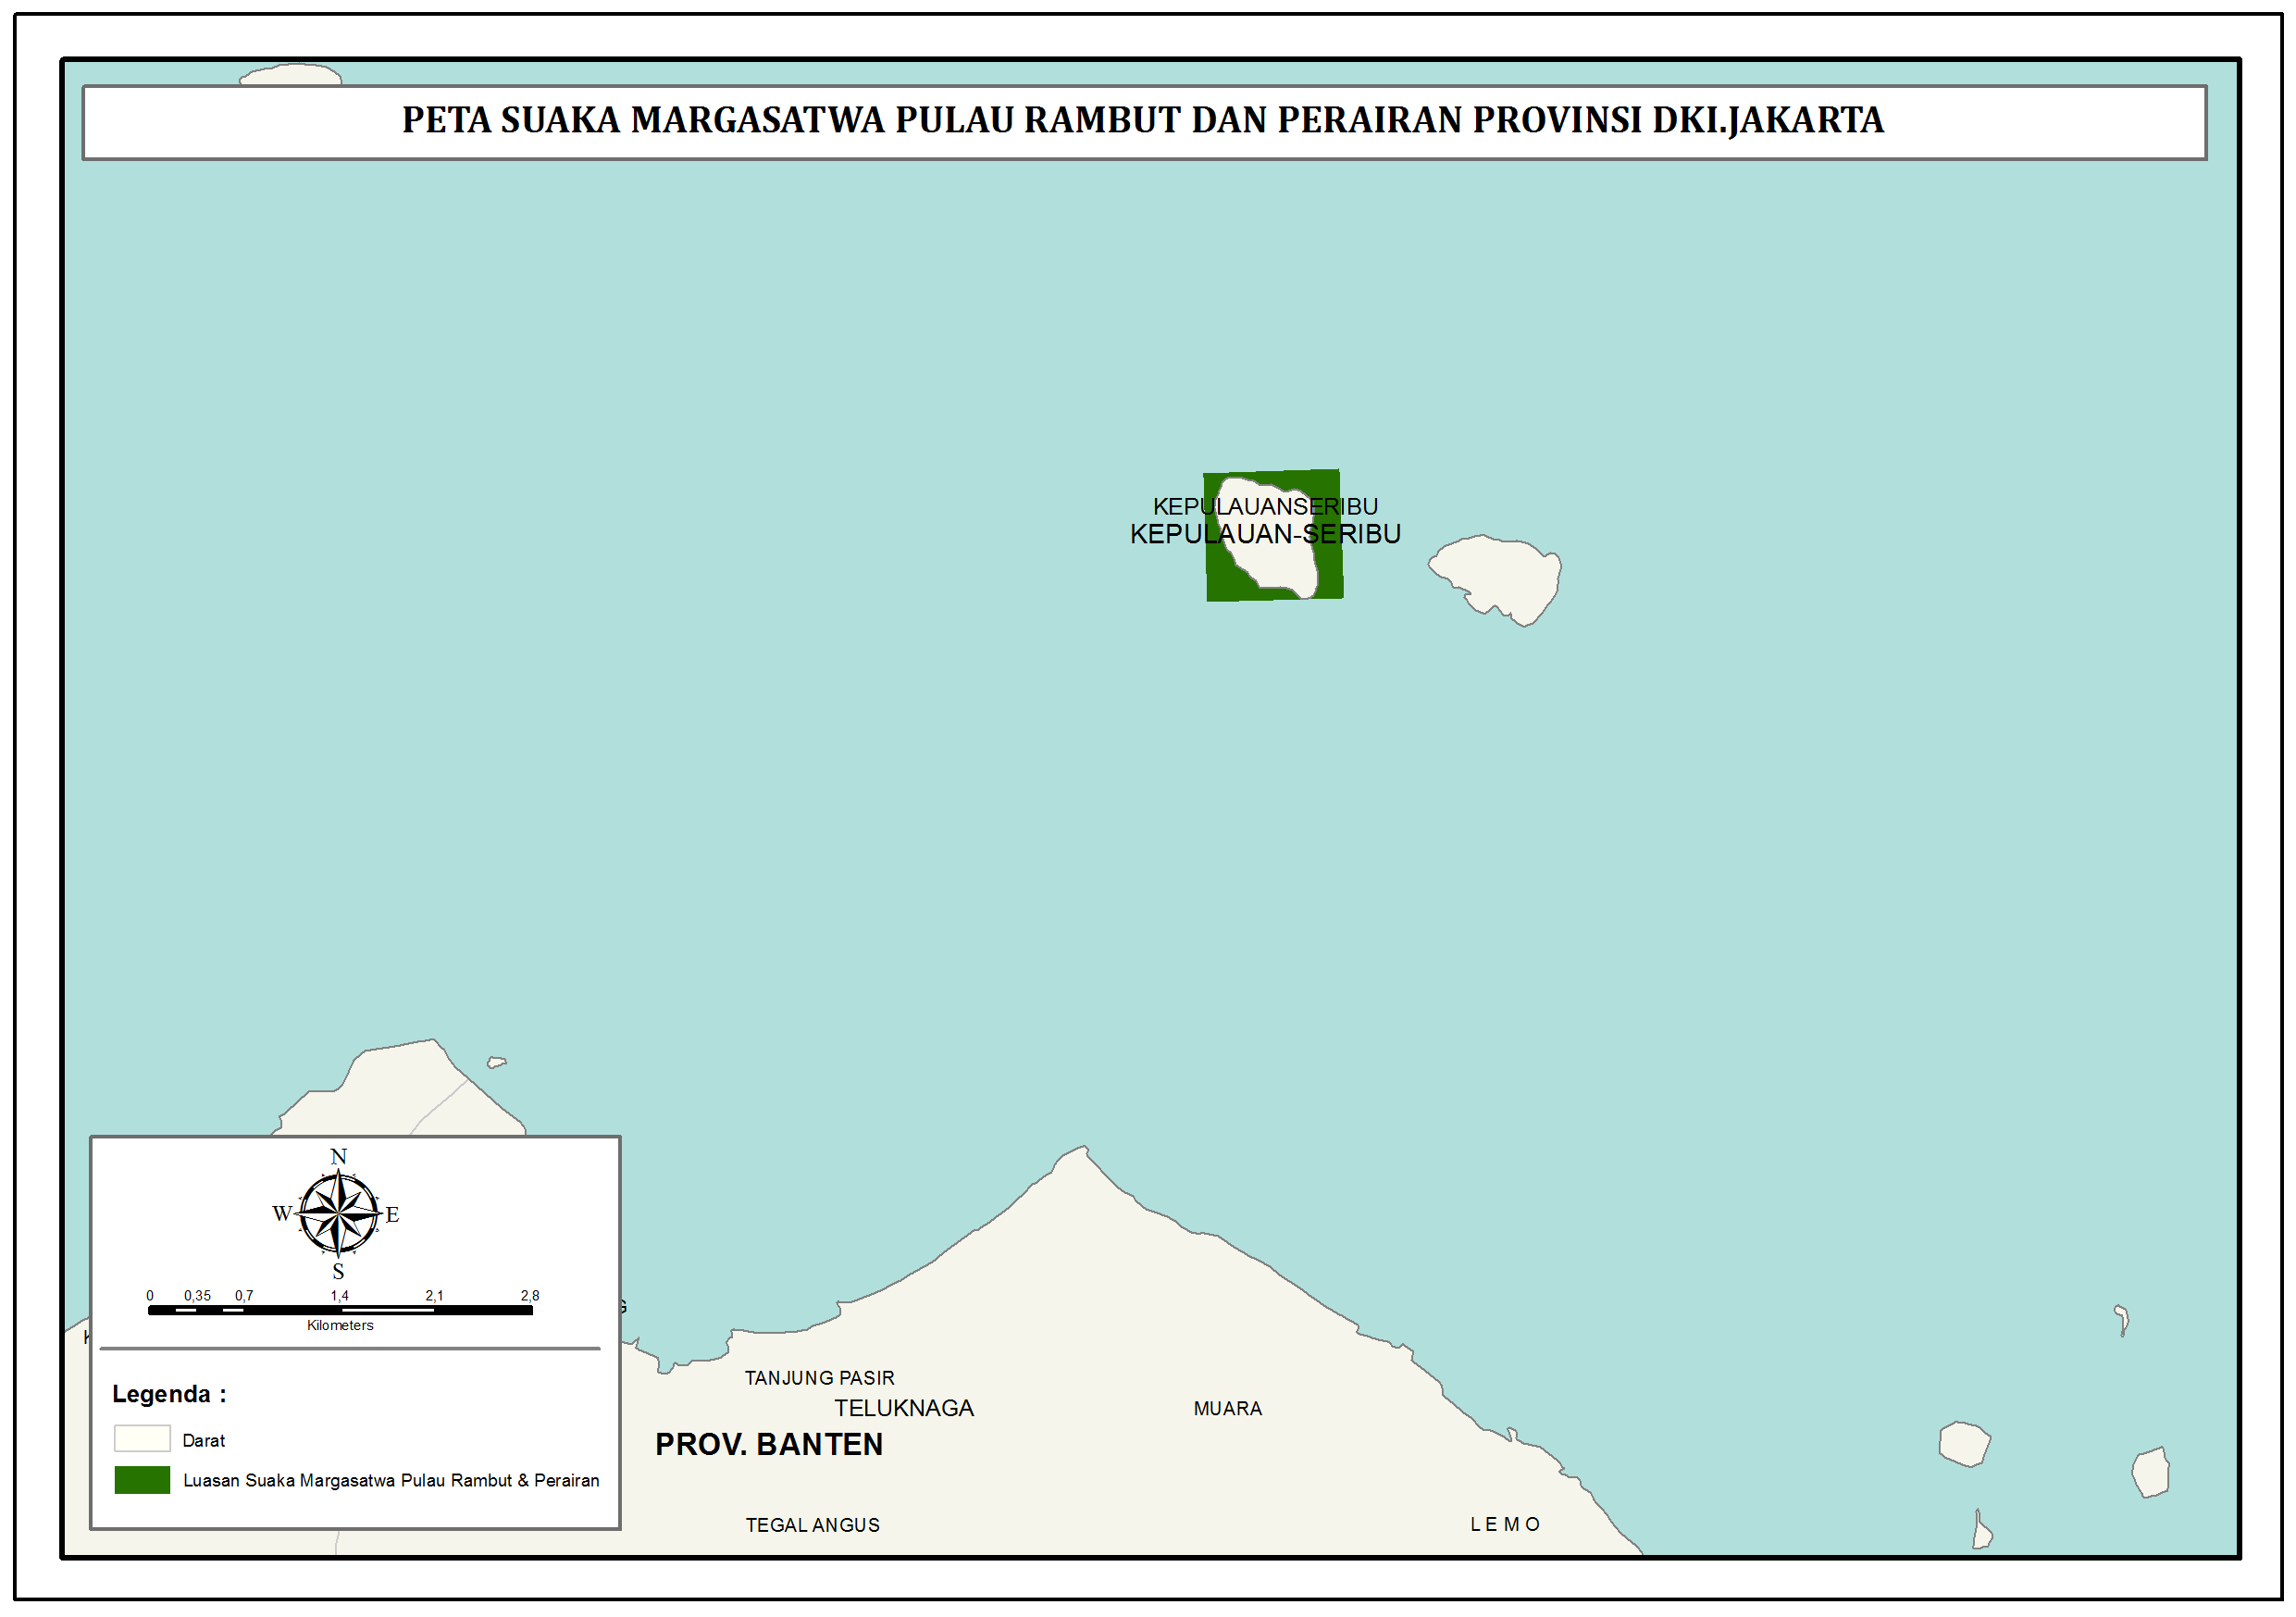 PETA SUAKA MARGASATWA PULAU RAMBUT DAN PERAIRAN PROVINSI DKI.JAKARTA
KEPULAUANSERIBU
KEPULAUAN-SERIBU
N
W E
S
0 0,35 0,7 1,4 2,1 2,8
Kilometers
Legenda :
Darat
Luasan Suaka Margasatwa Pulau Rambut & Perairan
TANJUNG PASIR
TELUKNAGA
MUARA
PROV. BANTEN
TEGAL ANGUS
L E M O